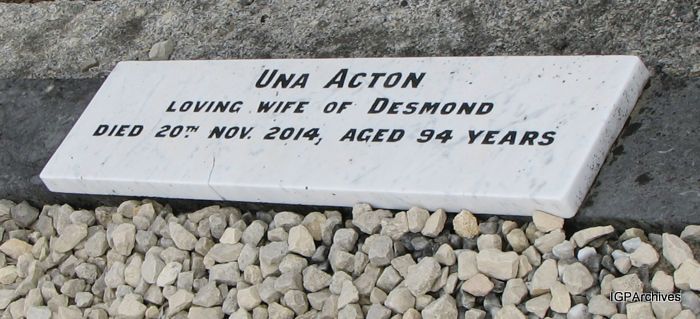 Una Acton
loving wife of Desmond
died 20th Nov. 2014, aged 94 years
IGPArchives